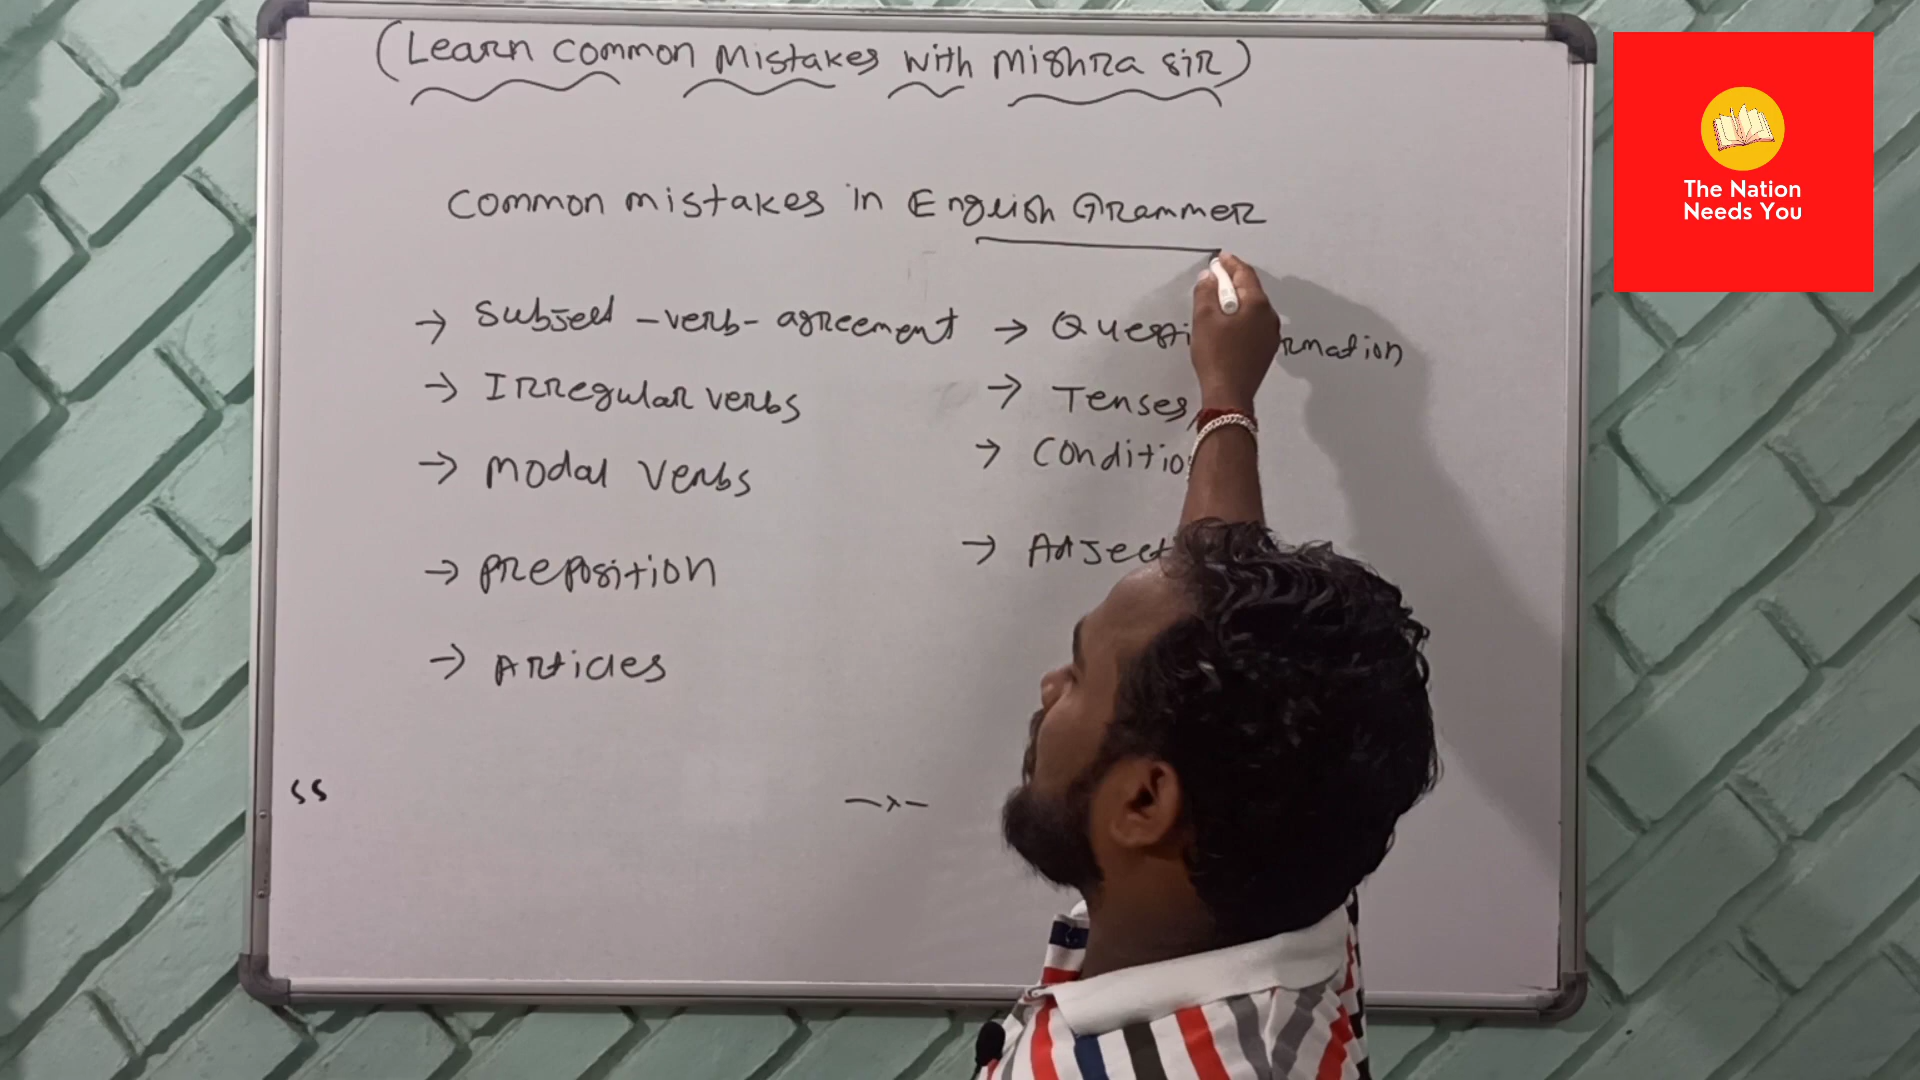 (Learn Common Mistakes with Mishra sir)
Common mistakes in English Grammer
→ Subject -verb- agreement
→ Irregular verbs
→ Modal verbs
→ preposition
→ Articles
→ Tenses
SS
The Nation
Needs You